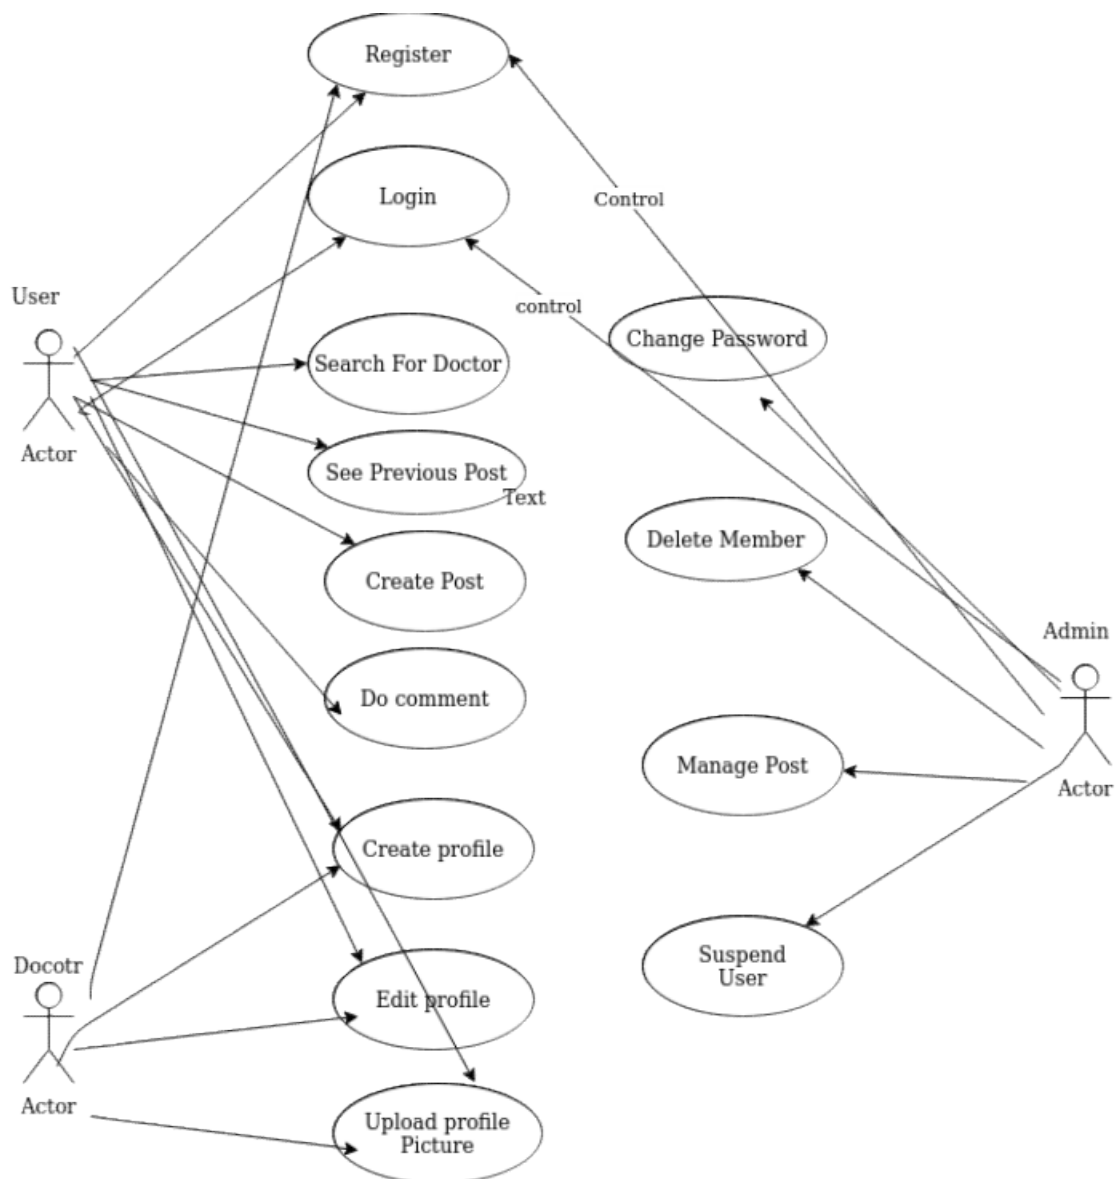 Register
Login
Control
User
control
Change Password
Search For Doctor
Actor
See Previous Post
Text
Delete Member
Create Post
Admin
Do comment
Manage Post
Actor
Create profile
Docotr
Suspend
User
Edit profile
Actor
Upload profile
Picture